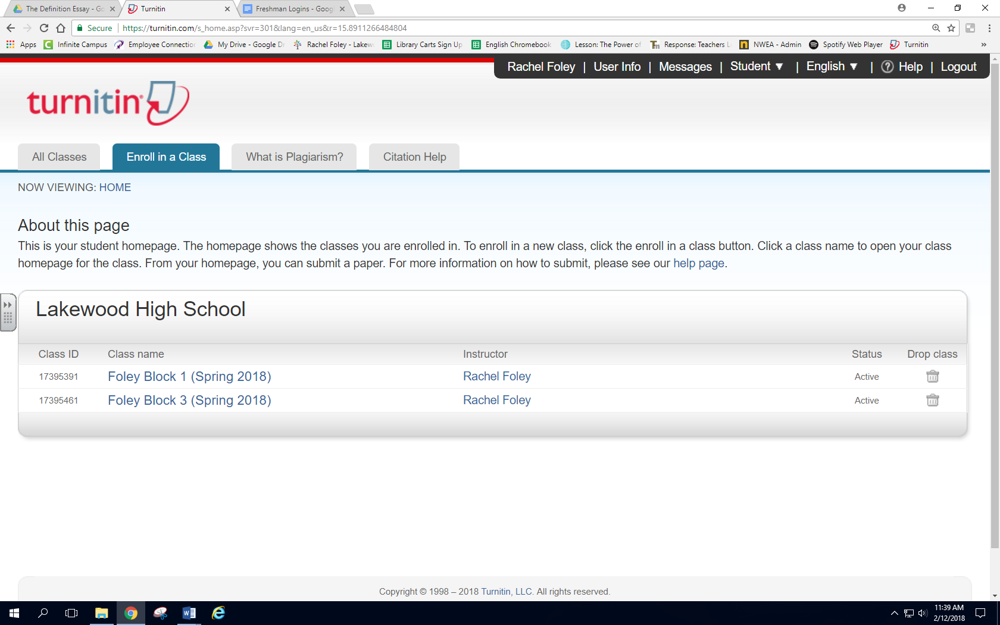 The Definition Essay - Go
Turnitin
Freshman Logins - Goog
Secure
https://turnitin.com/s_home.asp?svr=301&lang=en_us&r=15.8911266484804
Apps
Infinite Campus
Employee Connection
My Drive - Google Dr
Rachel Foley - Lakew
Library Carts Sign Up
English Chromebook
Lesson: The Power of
Tm
Response: Teachers L
NWEA - Admin
Spotify Web Player
Turnitin
Rachel Foley | User Info | Messages | Student ▼ | English ▼ | ? Help | Logout
turnitin
All Classes
Enroll in a Class
What is Plagiarism?
Citation Help
NOW VIEWING: HOME
About this page
This is your student homepage. The homepage shows the classes you are enrolled in. To enroll in a new class, click the enroll in a class button. Click a class name to open your class
homepage for the class. From your homepage, you can submit a paper. For more information on how to submit, please see our help page.
Lakewood High School
Class ID Class name Instructor Status Drop class
17395391 Foley Block 1 (Spring 2018) Rachel Foley Active
17395461 Foley Block 3 (Spring 2018) Rachel Foley Active
Copyright © 1998 – 2018 Turnitin, LLC. All rights reserved.
11:39 AM
2/12/2018